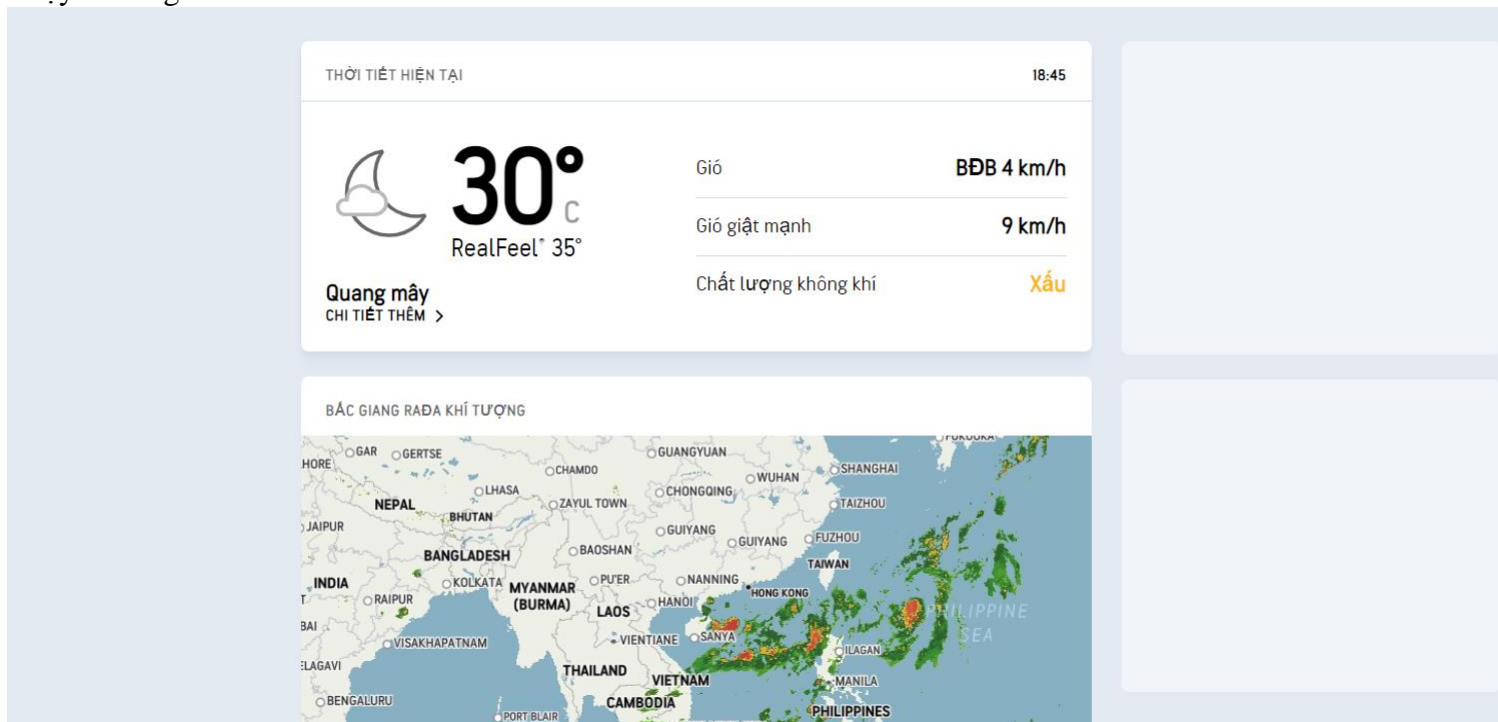 THỜI TIẾT HIỆN TẠI 18:45
30°C
RealFeel® 35°
Quang mây
CHI TIẾT THÊM >
Gió BĐB 4 km/h
Gió giật mạnh 9 km/h
Chất lượng không khí Xấu
BẮC GIANG RAĐA KHÍ TƯỢNG
HORE GAR GERTSE GUANGYUAN FUKUOKA
CHAMDO WUHAN SHANGHAI
LHASA CHONGQING
NEPAL ZAYUL TOWN TAIZHOU
BHUTAN
JAIPUR GUIYANG GUIYANG FUZHOU
BANGLADESH BAOSHAN
TAIWAN
INDIA KOLKATA MYANMAR PU'ER NANNING HONG KONG
RAIPUR (BURMA) LAOS HANOI PHILIPPINE
BAI SEA
VISAKHAPATNAM VIENTIANE SANYA
ELAGAVI ILAGAN
THAILAND VIETNAM MANILA
BENGALURU CAMBODIA
PORT BLAIR PHILIPPINES